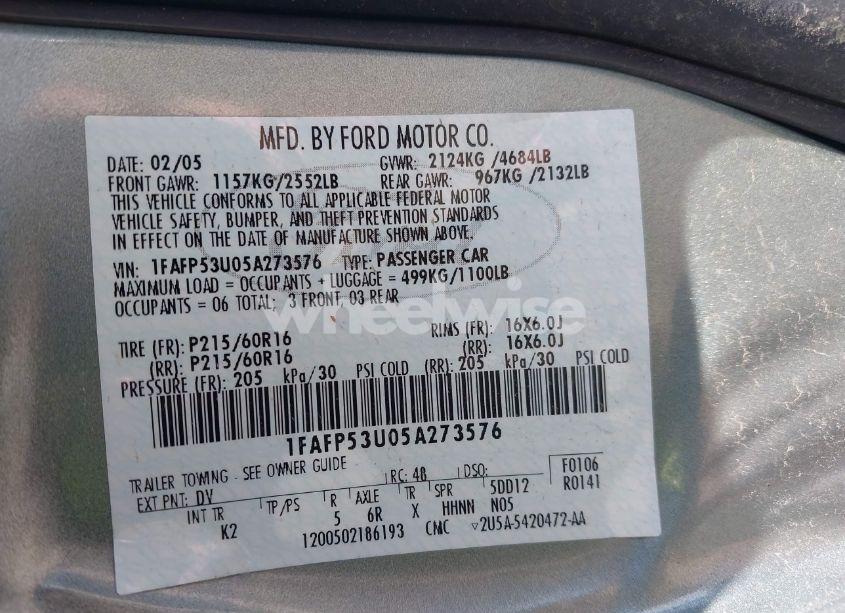 MFD. BY FORD MOTOR CO.
DATE: 02/05 GVWR: 2124KG /4684LB
FRONT GAWR: 1157KG/2552LB REAR GAWR: 967KG /2132LB
THIS VEHICLE CONFORMS TO ALL APPLICABLE FEDERAL MOTOR
VEHICLE SAFETY, BUMPER, AND THEFT PREVENTION STANDARDS
IN EFFECT ON THE DATE OF MANUFACTURE SHOWN ABOVE.
VIN: 1FAFP53U05A273576 TYPE: PASSENGER CAR
MAXIMUM LOAD = OCCUPANTS + LUGGAGE = 499KG/1100LB
OCCUPANTS = 06 TOTAL; 3 FRONT, 03 REAR
wheelwise
TIRE (FR): P215/60R16 RIMS (FR): 16X6.0J
(RR): P215/60R16 (RR): 16X6.0J
PRESSURE (FR): 205 kPa/30 PSI COLD (RR): 205 kPa/30 PSI COLD
1FAFP53U05A273576
TRAILER TOWING - SEE OWNER GUIDE
EXT PNT: DV RC: 48 DSO: F0106
R0141
INT TR TP/PS R AXLE TR SPR 5DD12
K2 5 6R X HHNN N05
1200502186193 CMC ▽2U5A-5420472-AA